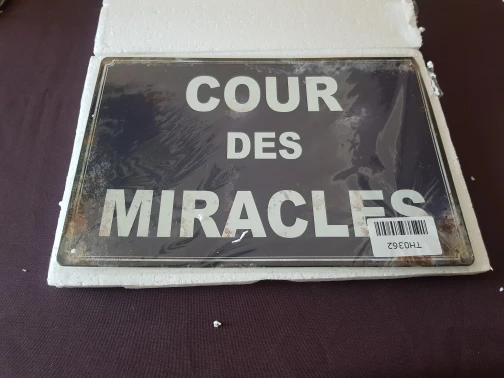 COUR
DES
MIRACLES
TH0362